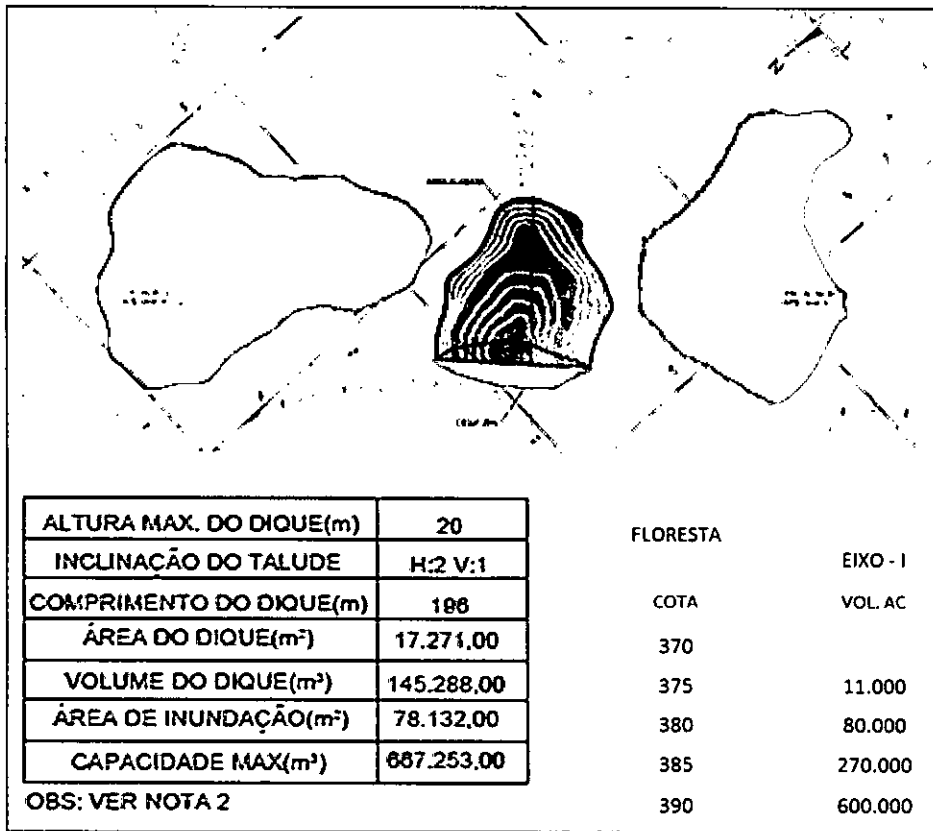 N
ALTURA MAX. DO DIQUE(m) 20
INCLINAÇÃO DO TALUDE H:2 V:1
COMPRIMENTO DO DIQUE(m) 196
ÁREA DO DIQUE(m²) 17.271,00
VOLUME DO DIQUE(m³) 145.288,00
ÁREA DE INUNDAÇÃO(m²) 78.132,00
CAPACIDADE MAX(m³) 667.253,00
OBS: VER NOTA 2
FLORESTA
EIXO - I
COTA VOL. AC
370
375 11.000
380 80.000
385 270.000
390 600.000